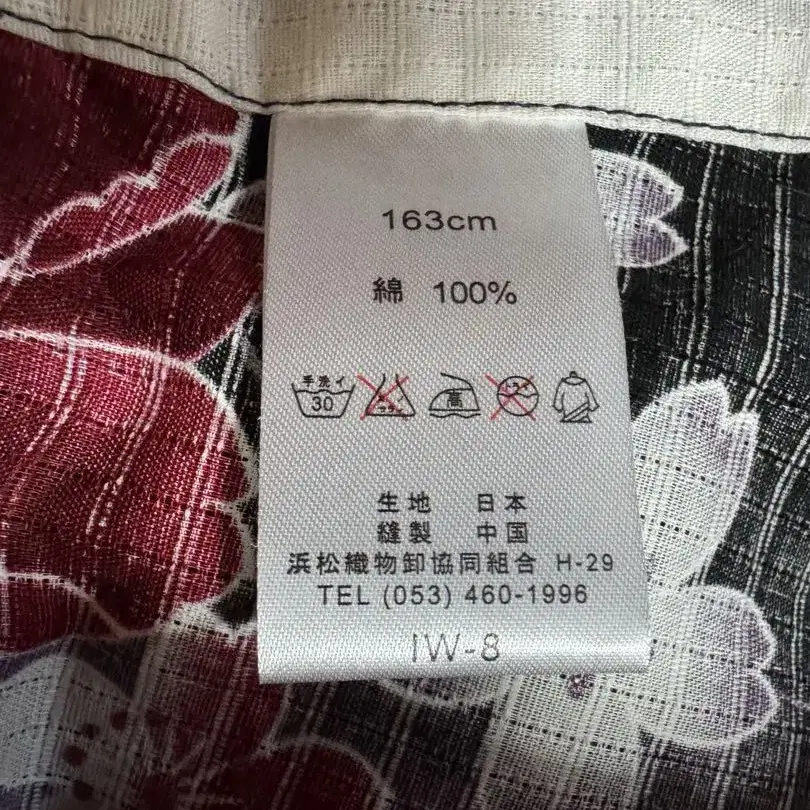 163cm
綿 100%
手洗イ 30 高
生地 日本
縫製 中国
浜松織物卸協同組合 H-29
TEL (053) 460-1996
IW-8